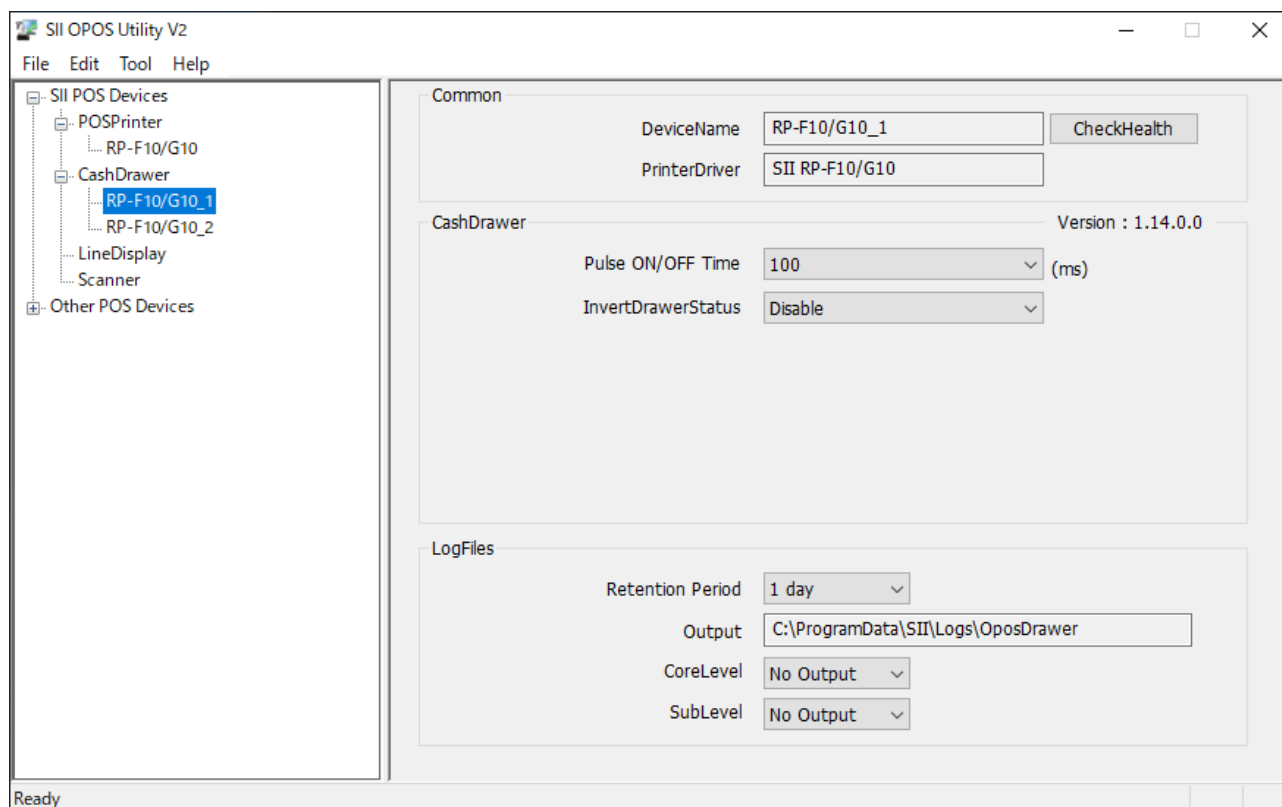 SII OPOS Utility V2
File Edit Tool Help
SII POS Devices
POSPrinter
RP-F10/G10
CashDrawer
RP-F10/G10_1
RP-F10/G10_2
LineDisplay
Scanner
Other POS Devices
Common
DeviceName RP-F10/G10_1 CheckHealth
PrinterDriver SII RP-F10/G10
CashDrawer Version : 1.14.0.0
Pulse ON/OFF Time 100 (ms)
InvertDrawerStatus Disable
LogFiles
Retention Period 1 day
Output C:\ProgramData\SII\Logs\OposDrawer
CoreLevel No Output
SubLevel No Output
Ready